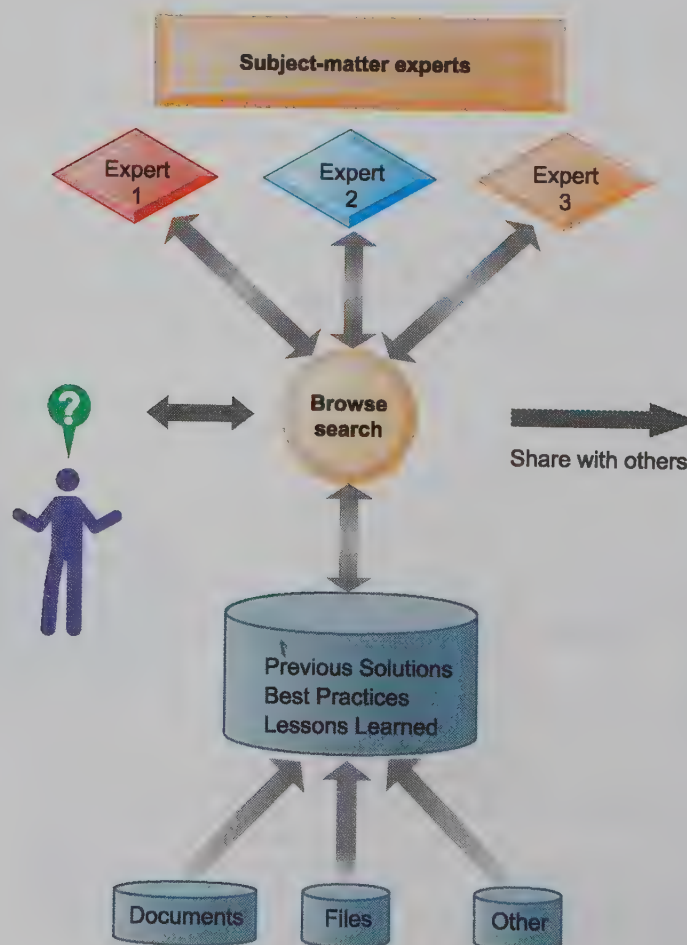 Subject-matter experts
Expert
1
Expert
2
Expert
3
?
Browse
search
Share with others
Previous Solutions
Best Practices
Lessons Learned
Documents
Files
Other